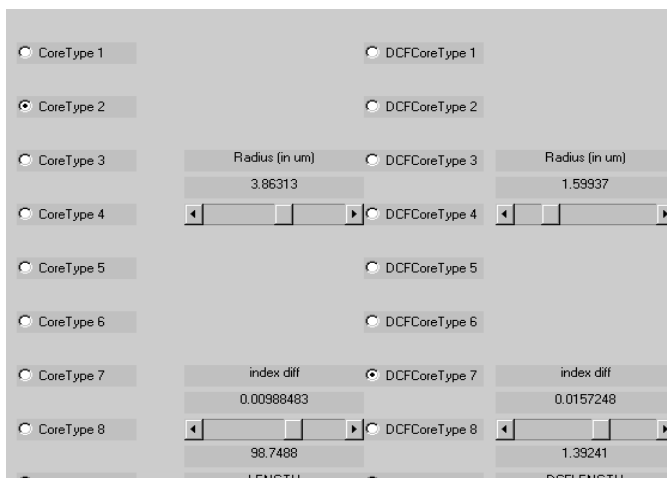 CoreType 1
DCFCoreType 1
CoreType 2
DCFCoreType 2
CoreType 3
Radius (in um)
DCFCoreType 3
Radius (in um)
3.86313
1.59937
CoreType 4
DCFCoreType 4
CoreType 5
DCFCoreType 5
CoreType 6
DCFCoreType 6
CoreType 7
index diff
DCFCoreType 7
index diff
0.00988483
0.0157248
CoreType 8
DCFCoreType 8
98.7488
1.39241
LENGTH
DCFLENGTH